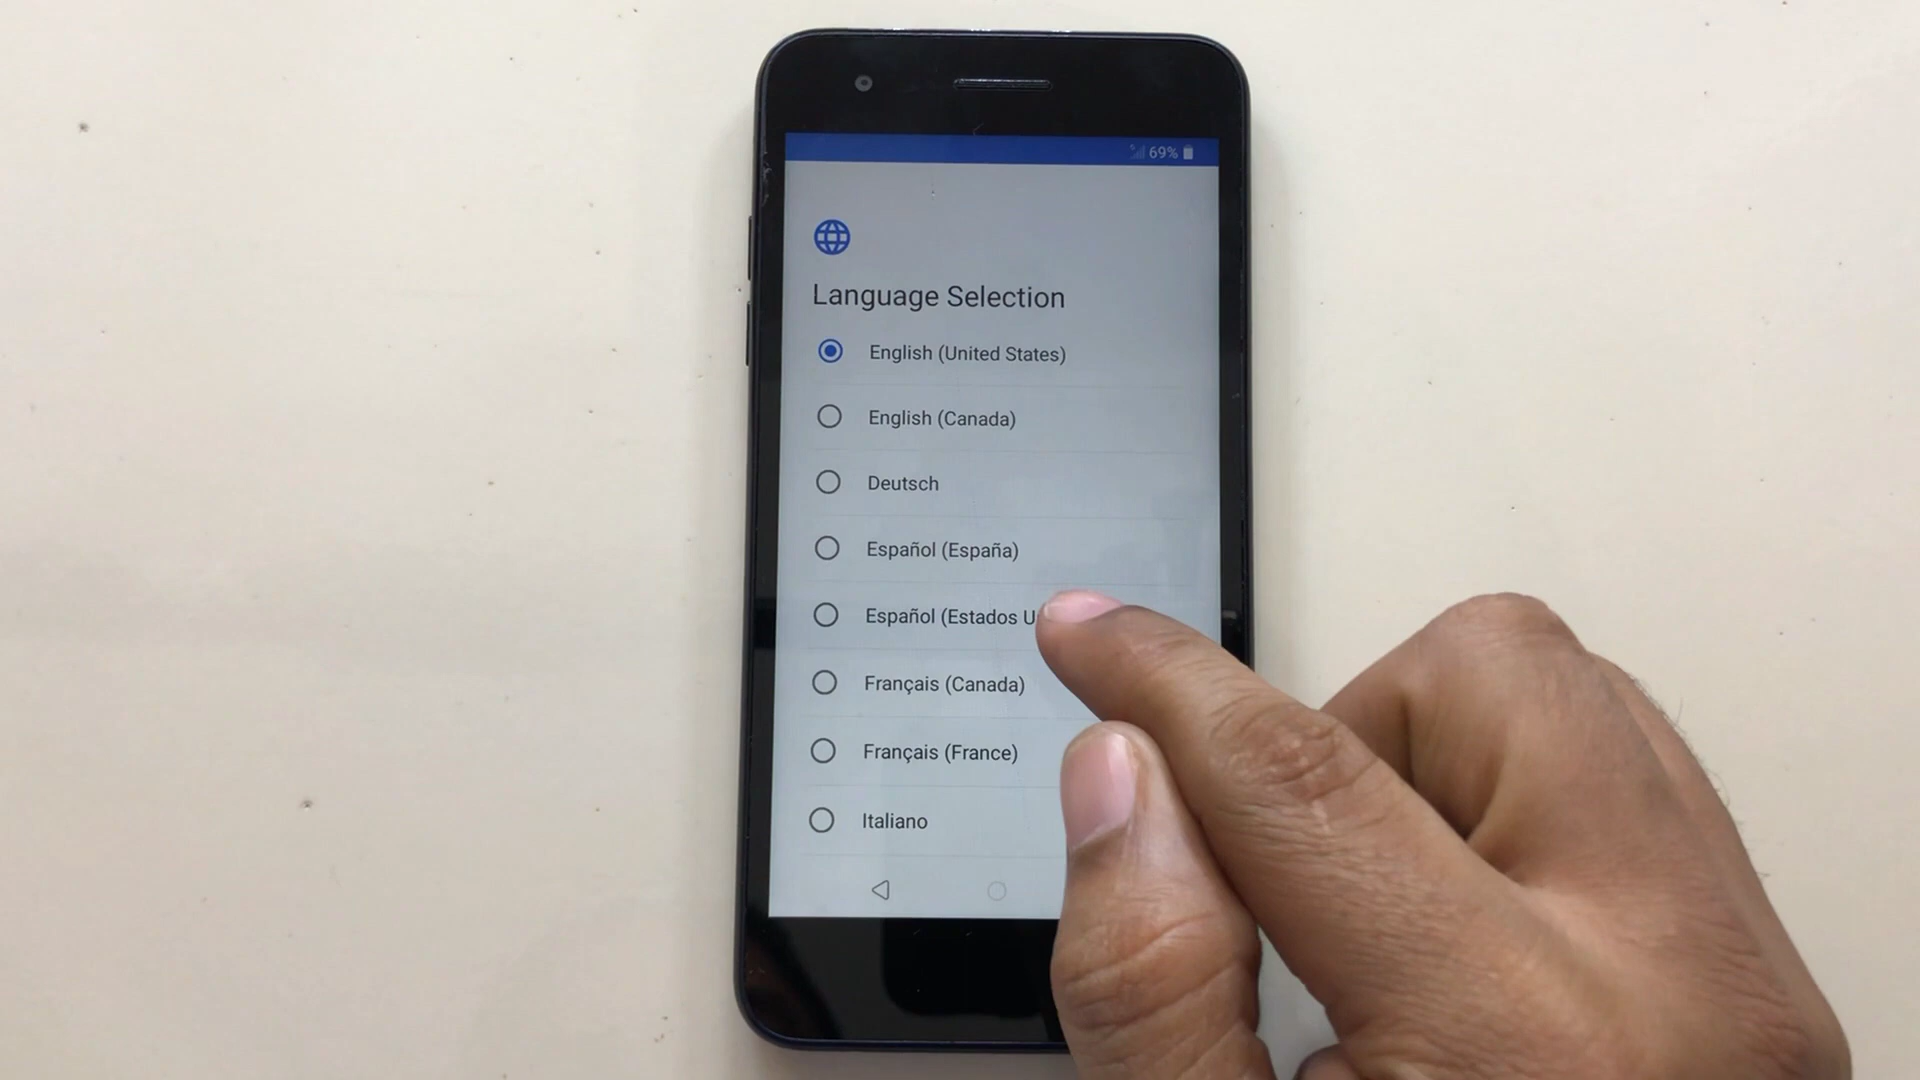 69%
Language Selection
English (United States)
English (Canada)
Deutsch
Español (España)
Español (Estados
Français (Canada)
Français (France)
Italiano